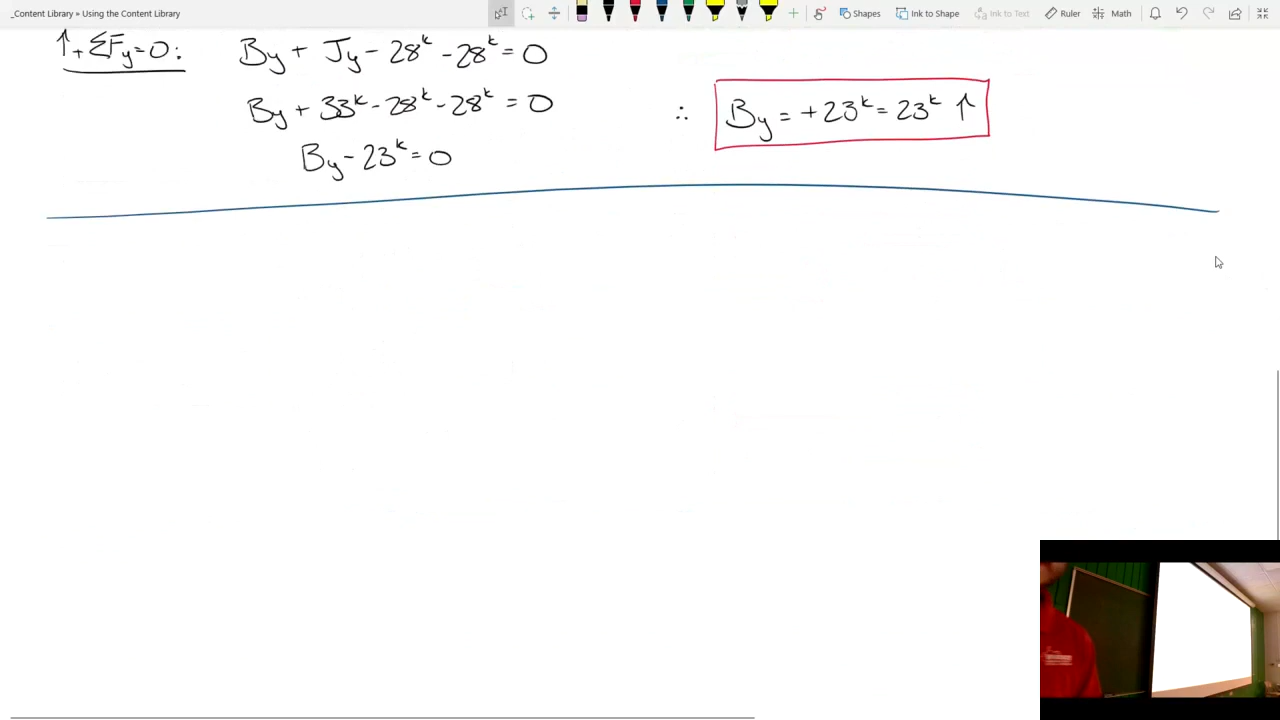 _Content Library » Using the Content Library
Shapes Ink to Shape Ink to Text Ruler Math
↑+ ΣFy=0: By + Jy - 28ᵏ - 28ᵏ = 0
By + 33ᵏ - 28ᵏ - 28ᵏ = 0 ∴ By = +23ᵏ = 23ᵏ ↑
By - 23ᵏ = 0